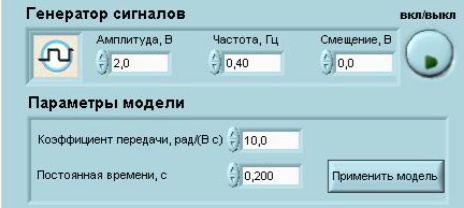 Генератор сигналов
вкл/выкл
Амплитуда, В Частота, Гц Смещение, В
2,0 0,40 0,0
Параметры модели
Коэффициент передачи, рад/(В с) 10,0
Постоянная времени, с 0,200 Применить модель